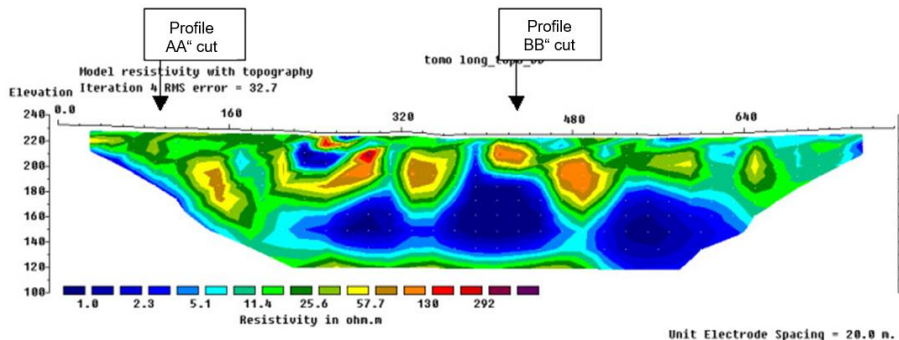 Profile
AA“ cut
Profile
BB“ cut
Model resistivity with topography
Iteration 4 RMS error = 32.7
Elevation
0.0 160 320 480 640
240
220
200
180
160
140
120
100
1.0 2.3 5.1 11.4 25.6 57.7 130 292
Resistivity in ohm.m
Unit Electrode Spacing = 20.0 m.
tomo long_topo